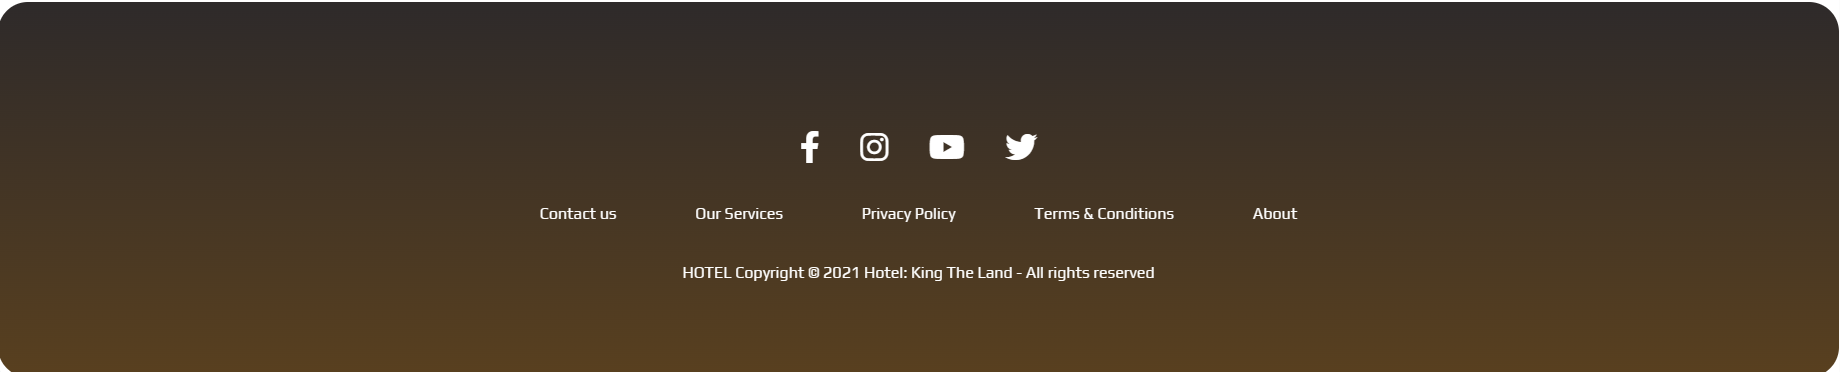 Contact us Our Services Privacy Policy Terms & Conditions About
HOTEL Copyright © 2021 Hotel: King The Land - All rights reserved